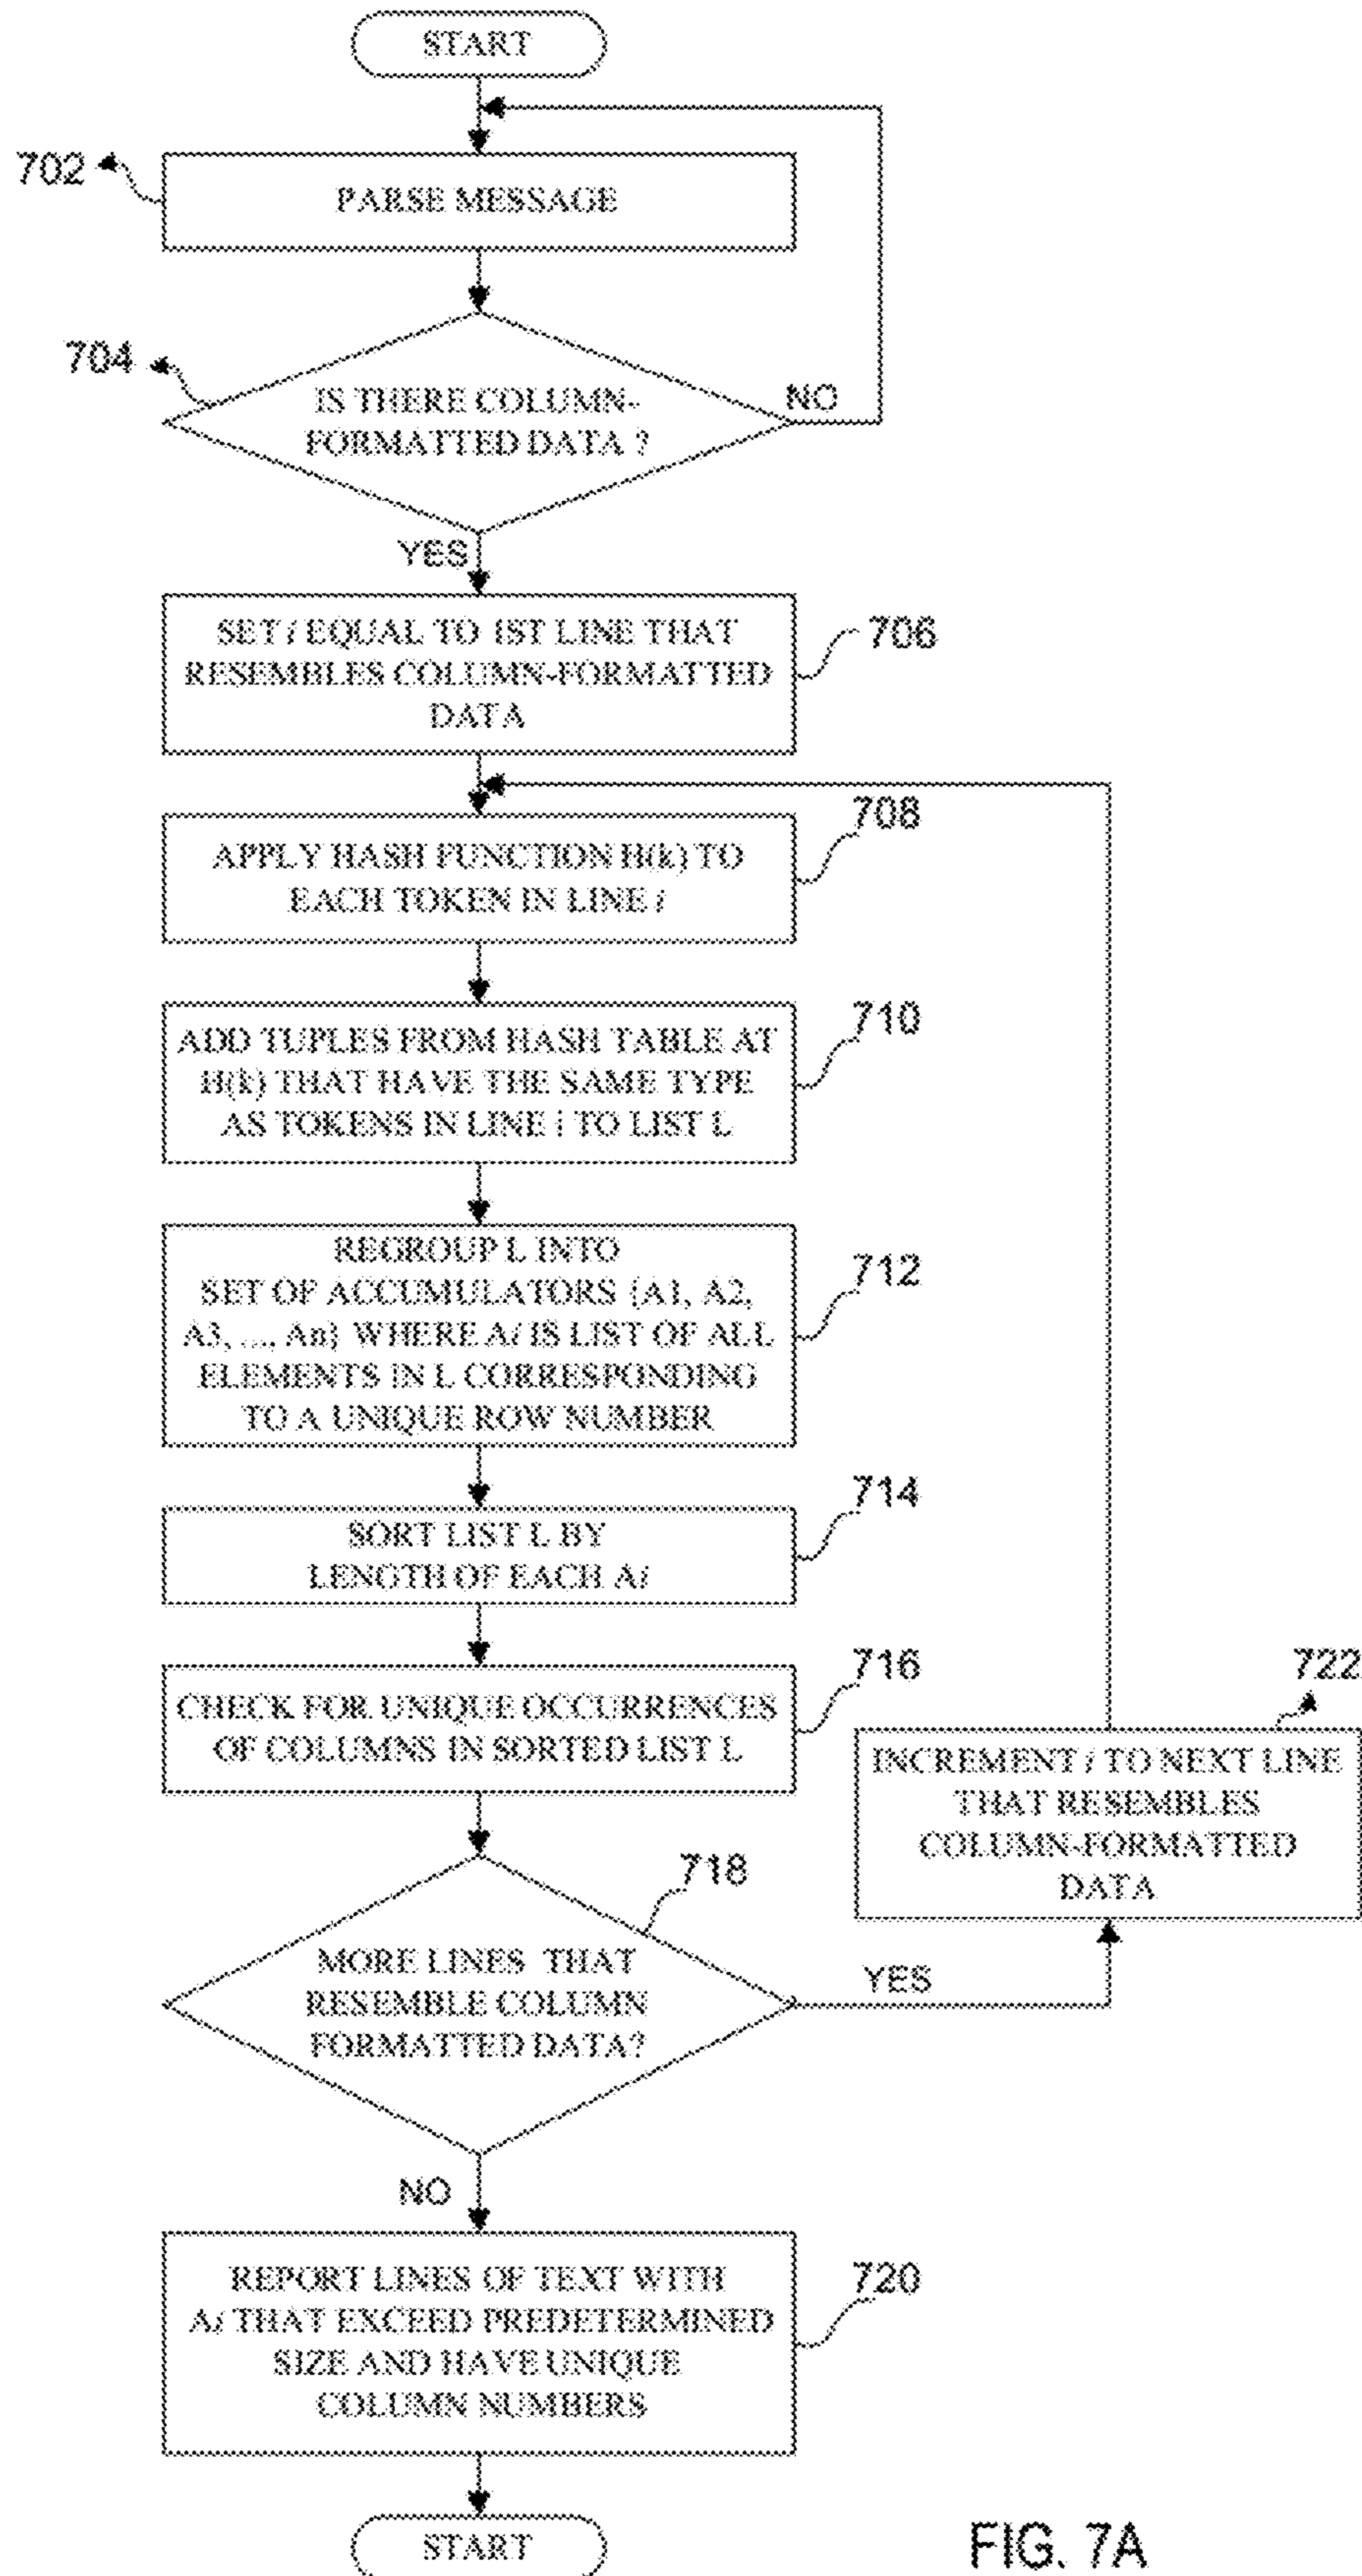 START
702
PARSE MESSAGE
704
IS THERE COLUMN-
FORMATTED DATA ?
NO
YES
SET i EQUAL TO 1ST LINE THAT
RESEMBLES COLUMN-FORMATTED
DATA
706
708
APPLY HASH FUNCTION H(k) TO
EACH TOKEN IN LINE i
710
ADD TUPLES FROM HASH TABLE AT
H(k) THAT HAVE THE SAME TYPE
AS TOKENS IN LINE i TO LIST L
712
REGROUP L INTO
SET OF ACCUMULATORS {A1, A2,
A3, ..., An} WHERE Ai IS LIST OF ALL
ELEMENTS IN L CORRESPONDING
TO A UNIQUE ROW NUMBER
714
SORT LIST L BY
LENGTH OF EACH Ai
716
CHECK FOR UNIQUE OCCURRENCES
OF COLUMNS IN SORTED LIST L
722
INCREMENT i TO NEXT LINE
THAT RESEMBLES
COLUMN-FORMATTED
DATA
718
MORE LINES THAT
RESEMBLE COLUMN
FORMATTED DATA?
YES
NO
720
REPORT LINES OF TEXT WITH
Ai THAT EXCEED PREDETERMINED
SIZE AND HAVE UNIQUE
COLUMN NUMBERS
START
FIG. 7A